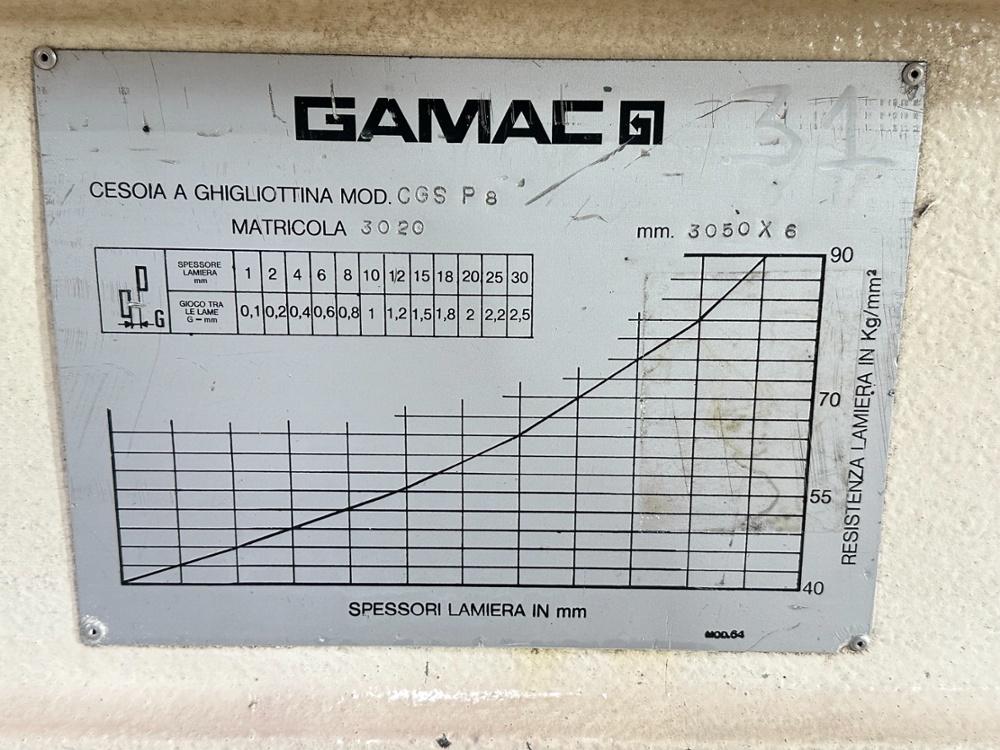 GAMAC
31
CESOIA A GHIGLIOTTINA MOD. CGS P 8
MATRICOLA 3020
mm. 3050 X 6
SPESSORE LAMIERA mm 1 2 4 6 8 10 1/2 15 18 20 25 30
GIOCO TRA LE LAME G-mm 0,1 0,2 0,4 0,6 0,8 1 1,2 1,5 1,8 2 2,2 2,5
G
90
70
55
40
RESISTENZA LAMIERA IN Kg/mm²
SPESSORI LAMIERA IN mm
MOD.64